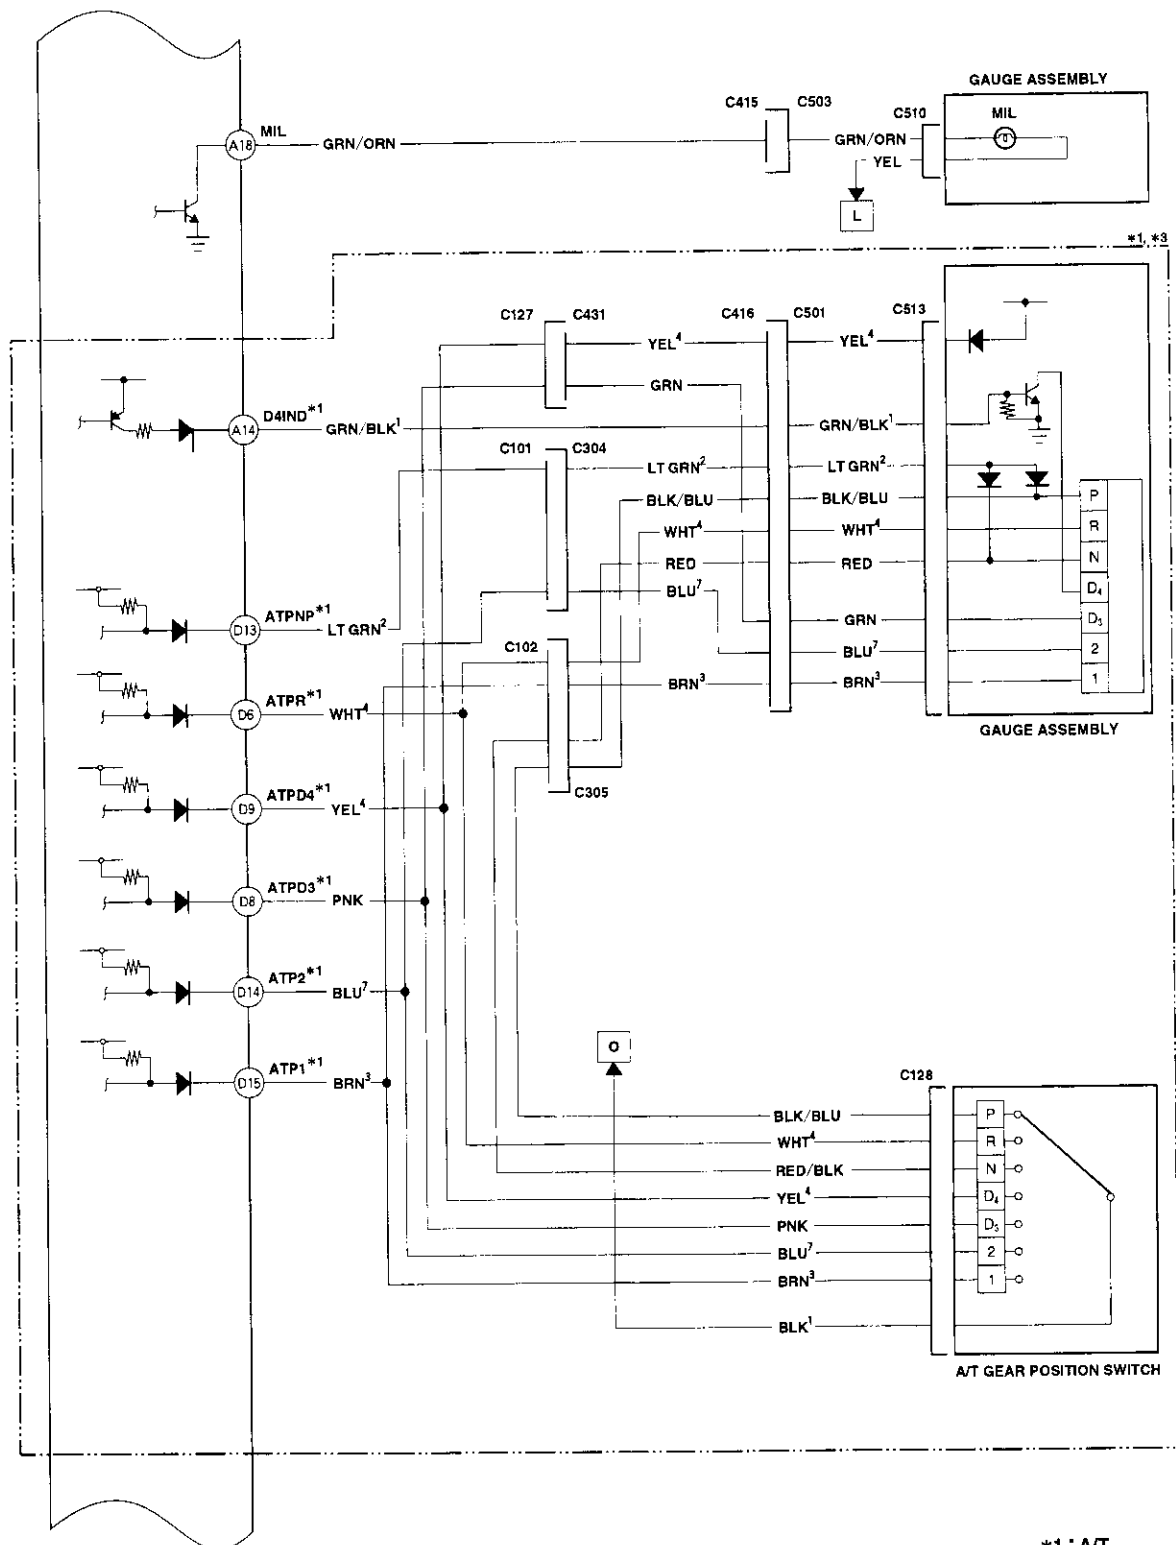 GAUGE ASSEMBLY
C415 C503
C510 MIL
A18 MIL GRN/ORN GRN/ORN
YEL
L
*1, *3
C127 C431 C416 C501 C513
YEL⁴ YEL⁴
GRN
D4IND*1
A14 GRN/BLK¹ GRN/BLK¹
C101 C304
LT GRN² LT GRN²
BLK/BLU BLK/BLU P
WHT⁴ WHT⁴ R
RED RED N
BLU⁷ D₄
ATPNP*1
D13 LT GRN² GRN D₃
C102 BLU⁷ 2
BRN³ BRN³ 1
ATPR*1
D6 WHT⁴
GAUGE ASSEMBLY
C305
ATPD4*1
D9 YEL⁴
ATPD3*1
D8 PNK
ATP2*1
D14 BLU⁷
O
ATP1*1
D15 BRN³
C128
BLK/BLU P
WHT⁴ R
RED/BLK N
YEL⁴ D₄
PNK D₃
BLU⁷ 2
BRN³ 1
BLK¹
A/T GEAR POSITION SWITCH
*1 : A/T